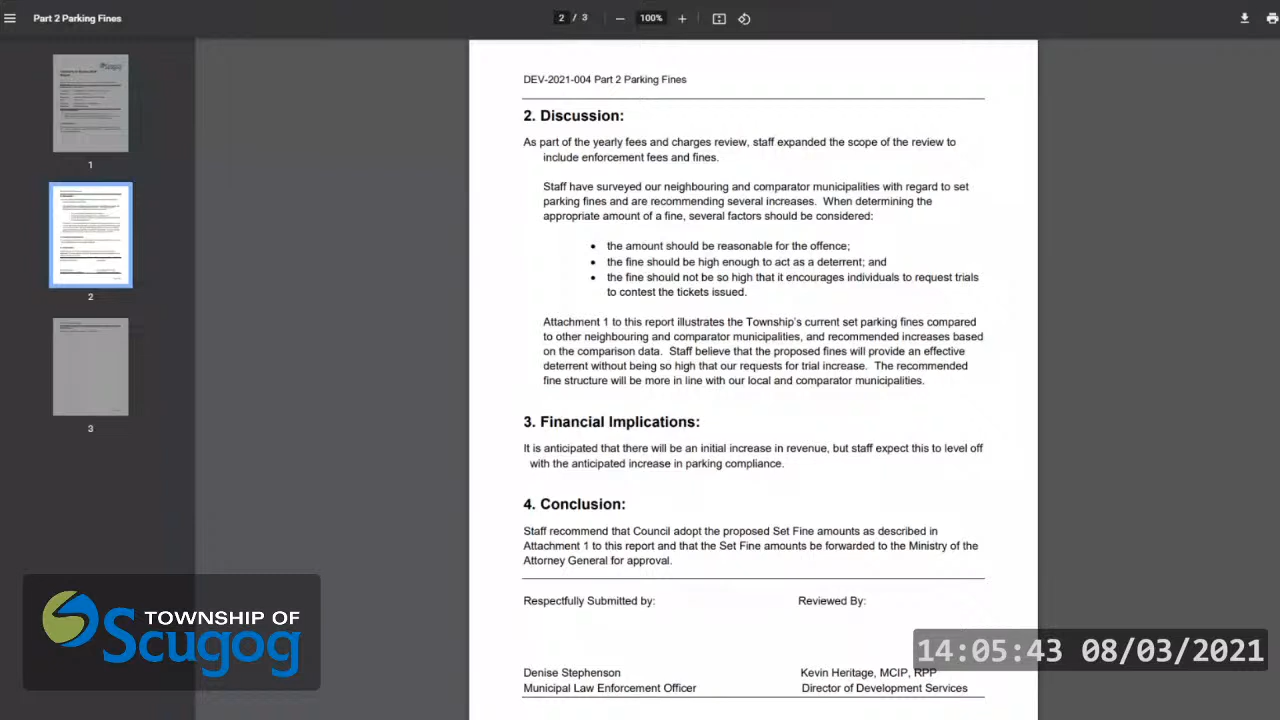 Part 2 Parking Fines
2 / 3
100%
1
2
3
DEV-2021-004 Part 2 Parking Fines
2. Discussion:
As part of the yearly fees and charges review, staff expanded the scope of the review to
include enforcement fees and fines.
Staff have surveyed our neighbouring and comparator municipalities with regard to set
parking fines and are recommending several increases. When determining the
appropriate amount of a fine, several factors should be considered:
• the amount should be reasonable for the offence;
• the fine should be high enough to act as a deterrent; and
• the fine should not be so high that it encourages individuals to request trials
to contest the tickets issued.
Attachment 1 to this report illustrates the Township's current set parking fines compared
to other neighbouring and comparator municipalities, and recommended increases based
on the comparison data. Staff believe that the proposed fines will provide an effective
deterrent without being so high that our requests for trial increase. The recommended
fine structure will be more in line with our local and comparator municipalities.
3. Financial Implications:
It is anticipated that there will be an initial increase in revenue, but staff expect this to level off
with the anticipated increase in parking compliance.
4. Conclusion:
Staff recommend that Council adopt the proposed Set Fine amounts as described in
Attachment 1 to this report and that the Set Fine amounts be forwarded to the Ministry of the
Attorney General for approval.
Respectfully Submitted by:
Reviewed By:
Denise Stephenson
Municipal Law Enforcement Officer
Kevin Heritage, MCIP, RPP
Director of Development Services
TOWNSHIP OF
Scugog
14:05:43 08/03/2021